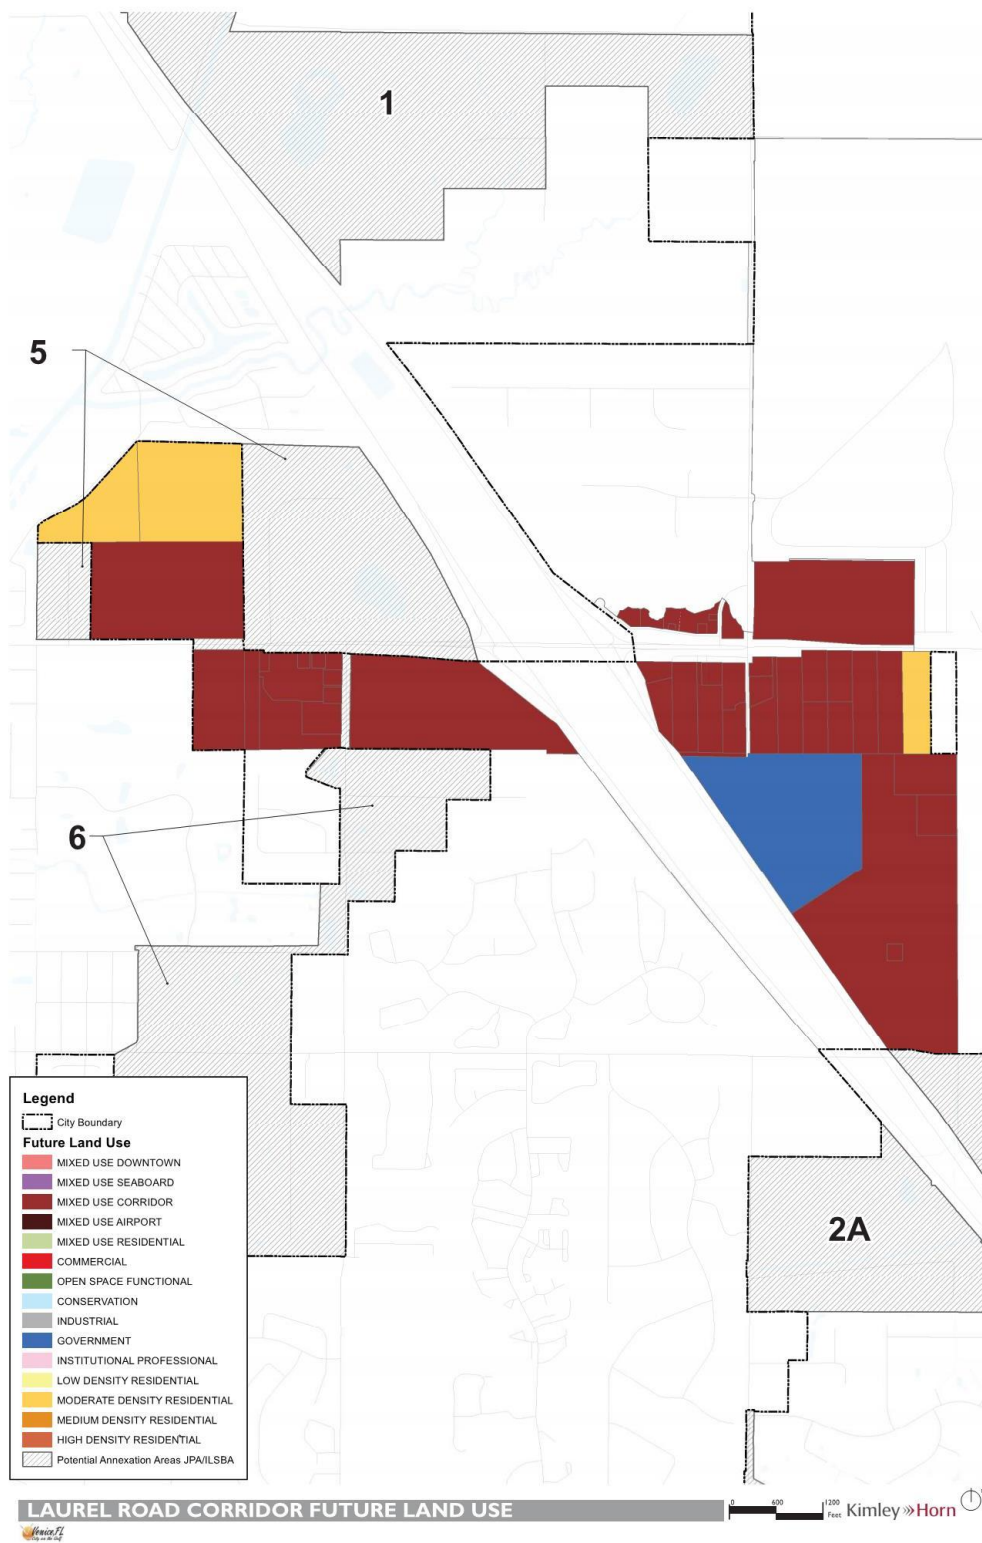 1
5
6
2A
Legend
City Boundary
Future Land Use
MIXED USE DOWNTOWN
MIXED USE SEABOARD
MIXED USE CORRIDOR
MIXED USE AIRPORT
MIXED USE RESIDENTIAL
COMMERCIAL
OPEN SPACE FUNCTIONAL
CONSERVATION
INDUSTRIAL
GOVERNMENT
INSTITUTIONAL PROFESSIONAL
LOW DENSITY RESIDENTIAL
MODERATE DENSITY RESIDENTIAL
MEDIUM DENSITY RESIDENTIAL
HIGH DENSITY RESIDENTIAL
Potential Annexation Areas JPA/ILSBA
LAUREL ROAD CORRIDOR FUTURE LAND USE
0 600 1200
Feet
Kimley»Horn
Venice, FL